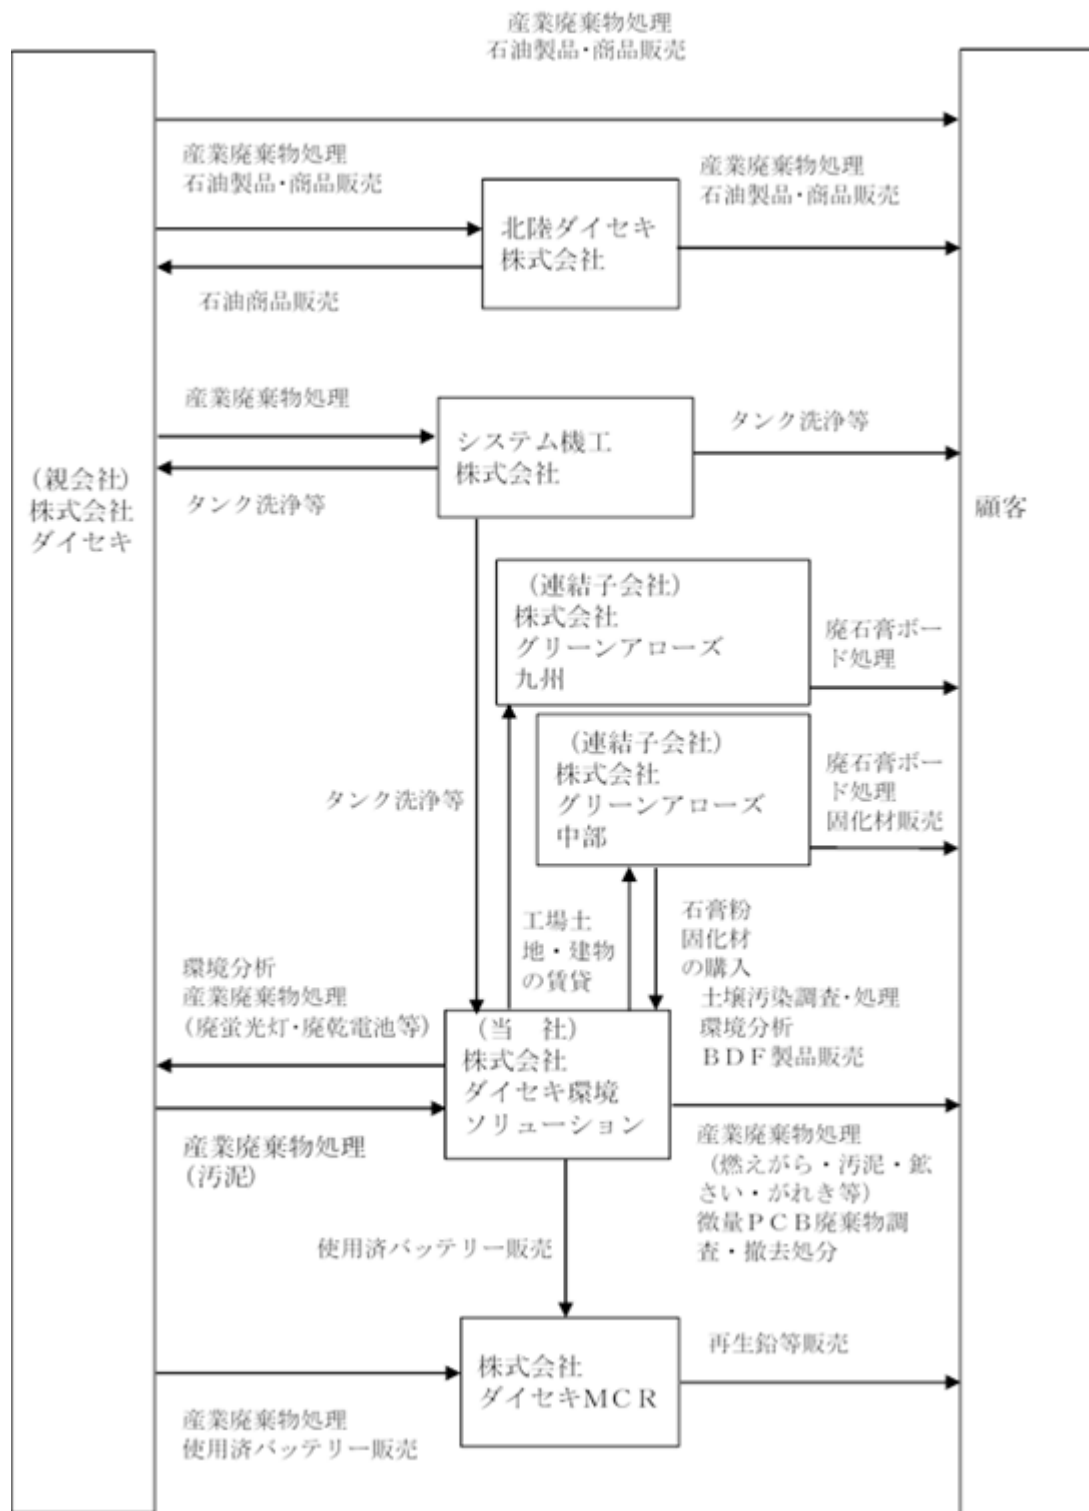 産業廃棄物処理
石油製品・商品販売
産業廃棄物処理
石油製品・商品販売
産業廃棄物処理
石油製品・商品販売
北陸ダイセキ
株式会社
石油商品販売
産業廃棄物処理
システム機工
株式会社
タンク洗浄等
タンク洗浄等
(親会社)
株式会社
ダイセキ
顧客
(連結子会社)
株式会社
グリーンアローズ
九州
廃石膏ボー
ド処理
(連結子会社)
株式会社
グリーンアローズ
中部
廃石膏ボー
ド処理
固化材販売
タンク洗浄等
工場土
地・建物
の賃貸
石膏粉
固化材
の購入
環境分析
産業廃棄物処理
(廃蛍光灯・廃乾電池等)
土壌汚染調査・処理
環境分析
BDF製品販売
(当 社)
株式会社
ダイセキ環境
ソリューション
産業廃棄物処理
(汚泥)
産業廃棄物処理
(燃えがら・汚泥・鉱
さい・がれき等)
微量PCB廃棄物調
査・撤去処分
使用済バッテリー販売
株式会社
ダイセキMCR
再生鉛等販売
産業廃棄物処理
使用済バッテリー販売